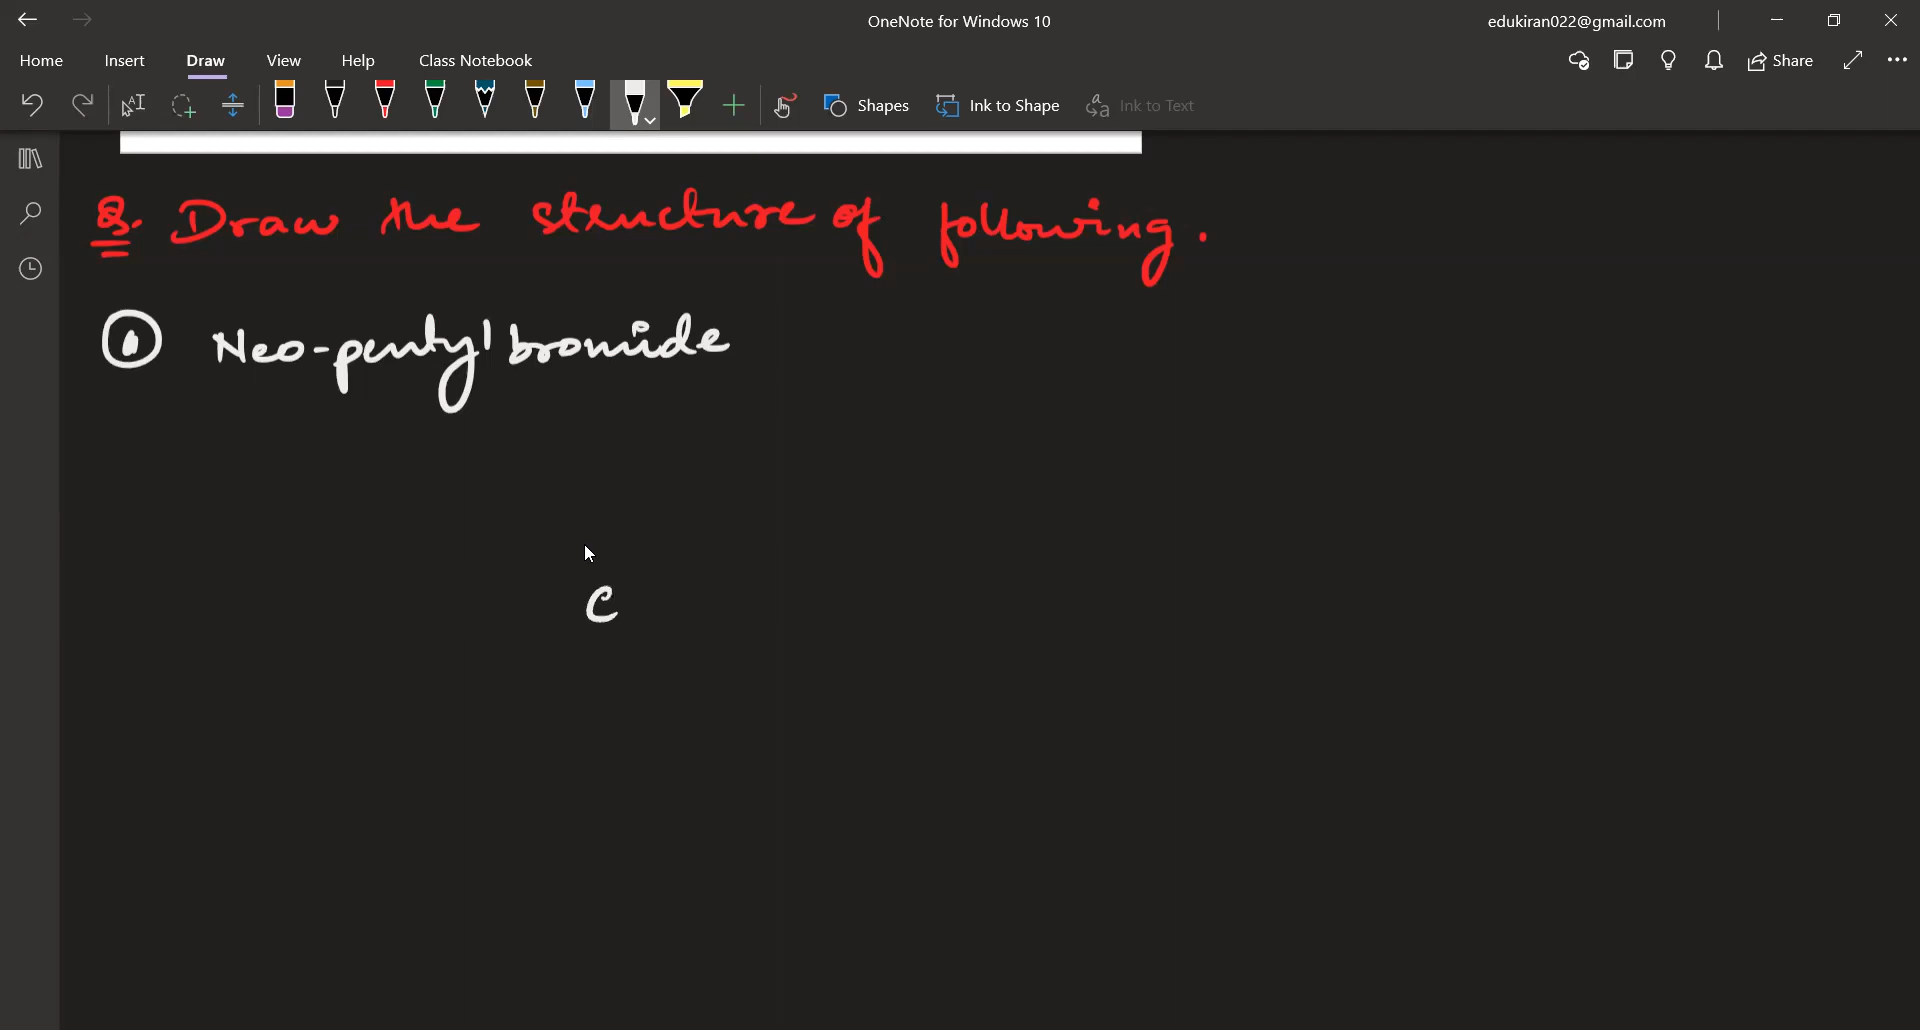 OneNote for Windows 10
edukiran022@gmail.com
Home Insert Draw View Help Class Notebook
Share
Shapes Ink to Shape Ink to Text
Q. Draw the structure of following.
Neo-pentyl bromide
C